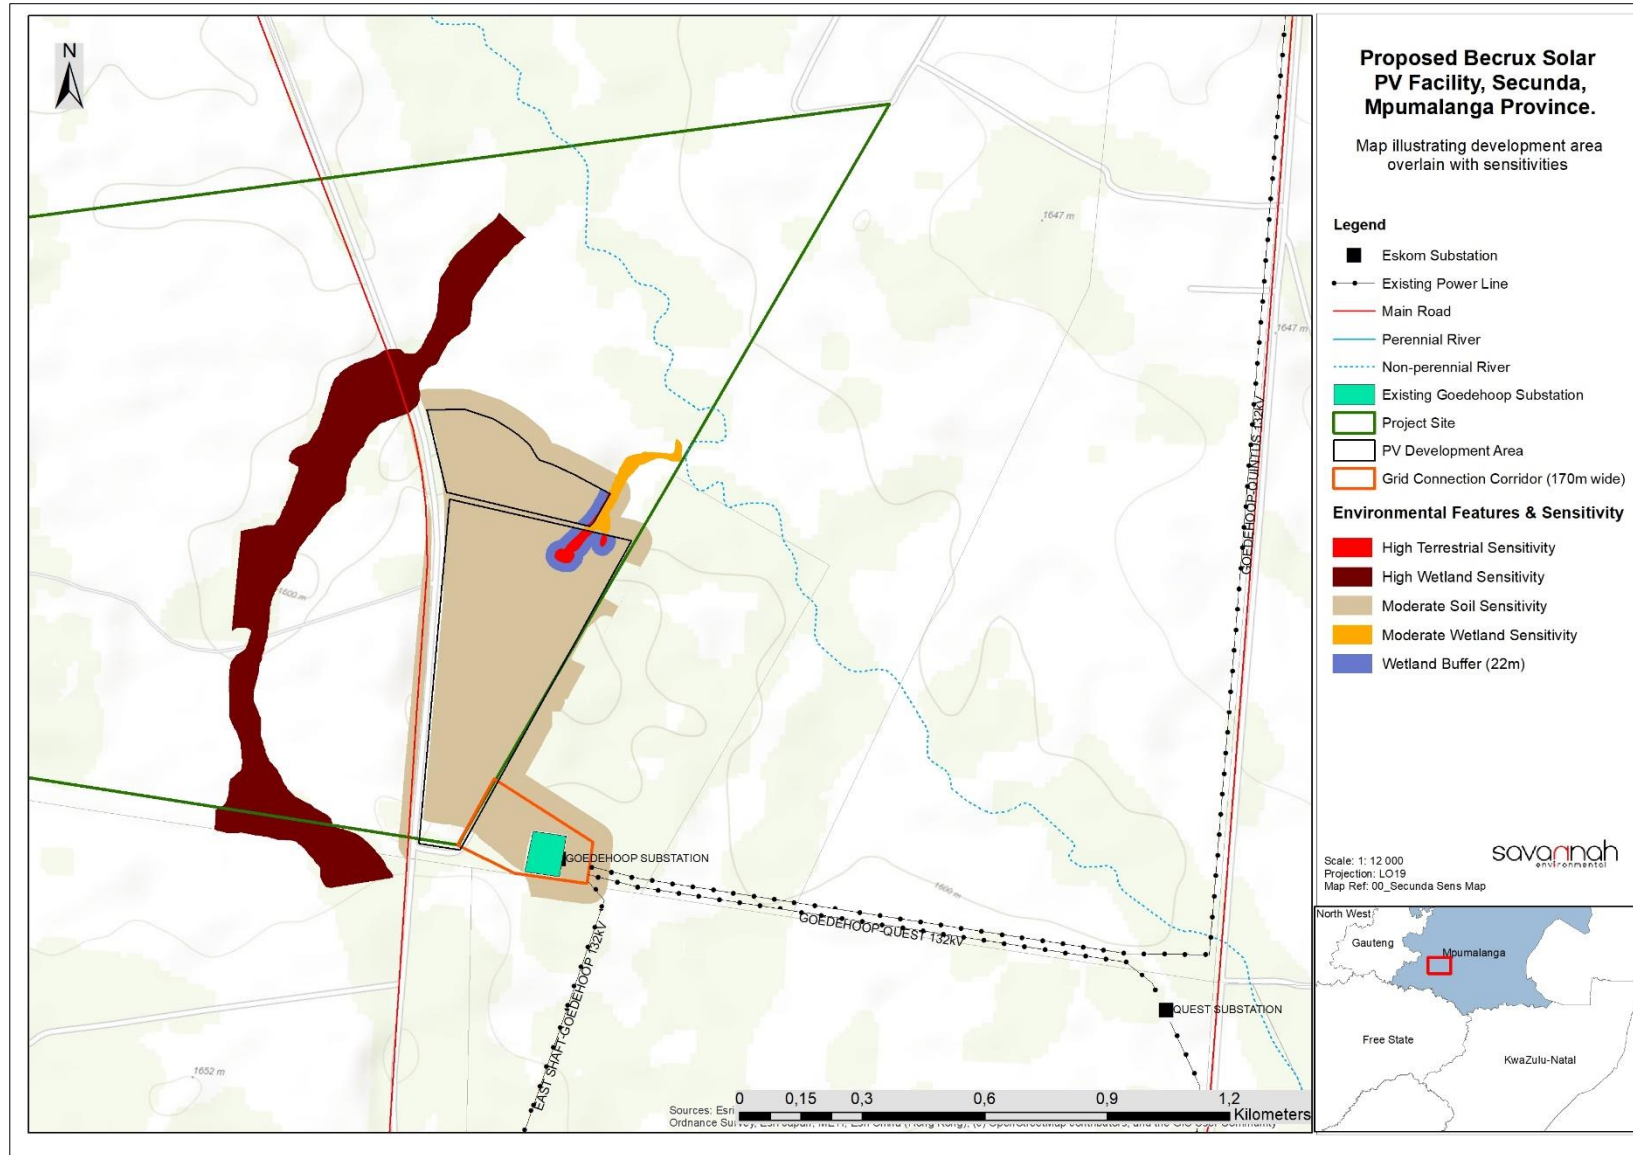 N
1647 m
1647 m
GOEDEHOOP-QUINTUS 132kV
1600 m
GOEDEHOOP SUBSTATION
1600 m
GOEDEHOOP-QUEST 132kV
EAST SHAFT-GOEDEHOOP 132kV
QUEST SUBSTATION
1652 m
0 0,15 0,3 0,6 0,9 1,2
Kilometers
Sources: Esri
Proposed Becrux Solar
PV Facility, Secunda,
Mpumalanga Province.
Map illustrating development area
overlain with sensitivities
Legend
Eskom Substation
Existing Power Line
Main Road
Perennial River
Non-perennial River
Existing Goedehoop Substation
Project Site
PV Development Area
Grid Connection Corridor (170m wide)
Environmental Features & Sensitivity
High Terrestrial Sensitivity
High Wetland Sensitivity
Moderate Soil Sensitivity
Moderate Wetland Sensitivity
Wetland Buffer (22m)
savannah
environmental
Scale: 1: 12 000
Projection: LO19
Map Ref: 00_Secunda Sens Map
North West
Gauteng
Mpumalanga
Free State
KwaZulu-Natal